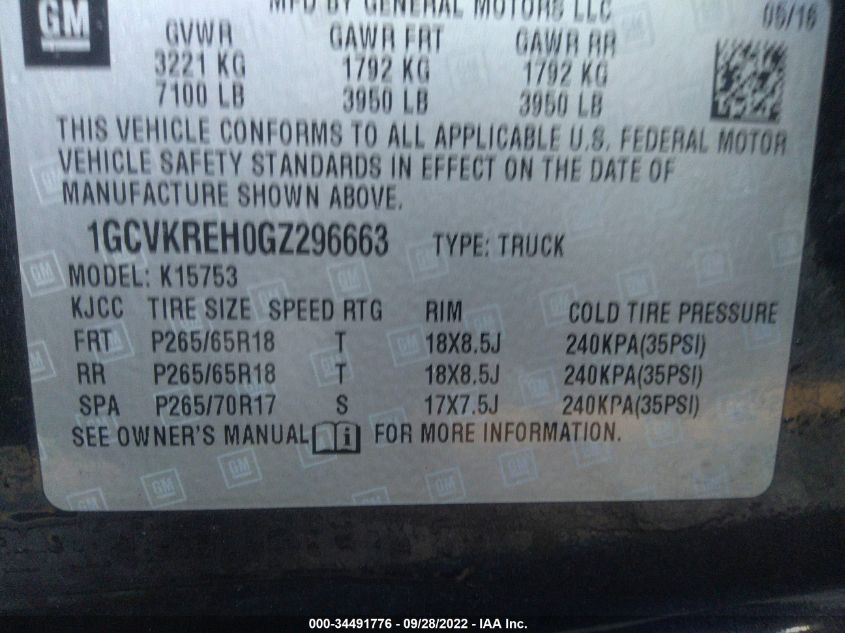 GM
MFD BY GENERAL MOTORS LLC
05/16
GVWR GAWR FRT GAWR RR
3221 KG 1792 KG 1792 KG
7100 LB 3950 LB 3950 LB
THIS VEHICLE CONFORMS TO ALL APPLICABLE U.S. FEDERAL MOTOR
VEHICLE SAFETY STANDARDS IN EFFECT ON THE DATE OF
MANUFACTURE SHOWN ABOVE.
1GCVKREH0GZ296663 TYPE: TRUCK
MODEL: K15753
KJCC TIRE SIZE SPEED RTG RIM COLD TIRE PRESSURE
FRT P265/65R18 T 18X8.5J 240KPA(35PSI)
RR P265/65R18 T 18X8.5J 240KPA(35PSI)
SPA P265/70R17 S 17X7.5J 240KPA(35PSI)
SEE OWNER'S MANUAL FOR MORE INFORMATION.
000-34491776 - 09/28/2022 - IAA Inc.